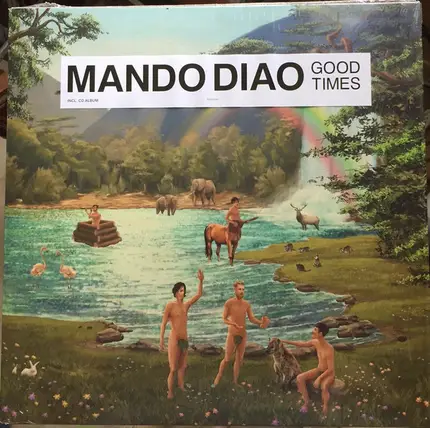 MANDO DIAO
GOOD
TIMES
INCL. CD ALBUM